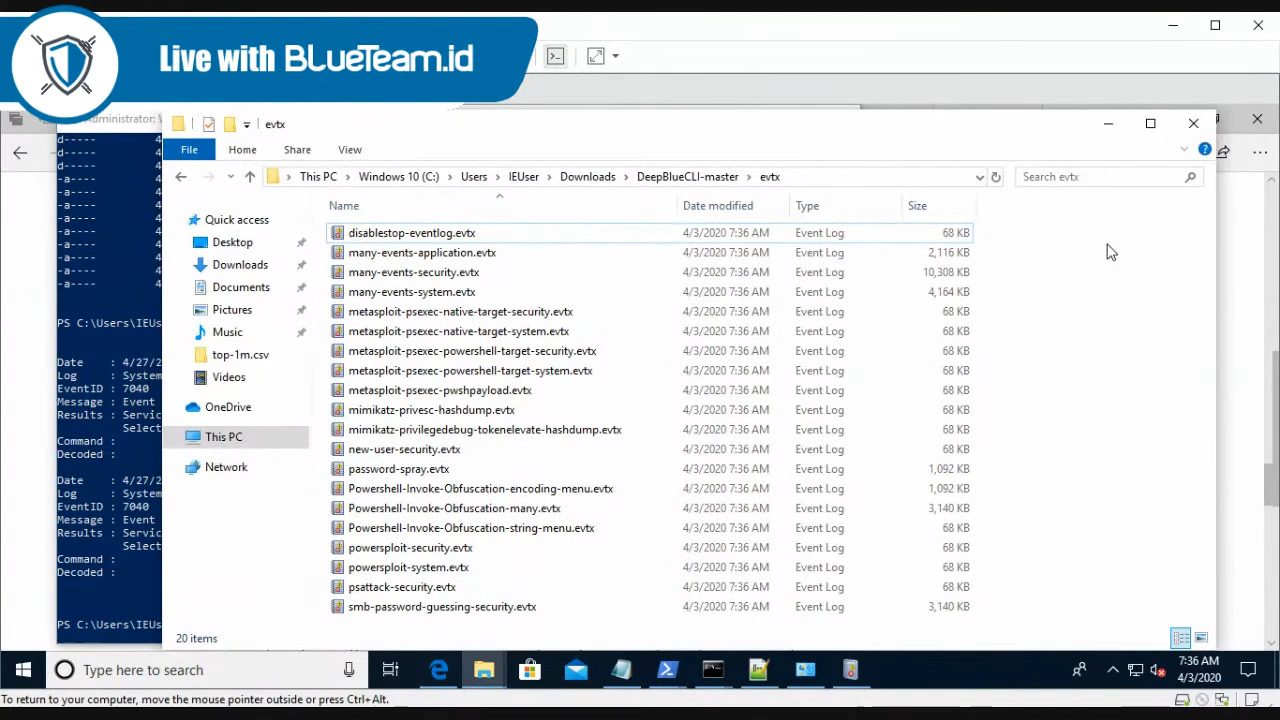 Live with BLueTeam.id
Administrator: W
evtx
File
Home
Share
View
This PC > Windows 10 (C:) > Users > IEUser > Downloads > DeepBlueCLI-master > evtx
Search evtx
d-----          4
d-----          4
d-----          4
-a----          4
-a----          4
-a----          4
-a----          4
-a----          4
-a----          4
-a----          4
-a----          4
-a----          4
PS C:\Users\IEUs
Date    : 4/27/2
Log     : System
EventID : 7040
Message : Event
Results : Servic
          Select
Command :
Decoded :
Date    : 4/27/2
Log     : System
EventID : 7040
Message : Event
Results : Servic
          Select
Command :
Decoded :
PS C:\Users\IEUs
Quick access
Desktop
Downloads
Documents
Pictures
Music
top-1m.csv
Videos
OneDrive
This PC
Network
Name Date modified Type Size
disablestop-eventlog.evtx 4/3/2020 7:36 AM Event Log 68 KB
many-events-application.evtx 4/3/2020 7:36 AM Event Log 2,116 KB
many-events-security.evtx 4/3/2020 7:36 AM Event Log 10,308 KB
many-events-system.evtx 4/3/2020 7:36 AM Event Log 4,164 KB
metasploit-psexec-native-target-security.evtx 4/3/2020 7:36 AM Event Log 68 KB
metasploit-psexec-native-target-system.evtx 4/3/2020 7:36 AM Event Log 68 KB
metasploit-psexec-powershell-target-security.evtx 4/3/2020 7:36 AM Event Log 68 KB
metasploit-psexec-powershell-target-system.evtx 4/3/2020 7:36 AM Event Log 68 KB
metasploit-psexec-pwshpayload.evtx 4/3/2020 7:36 AM Event Log 68 KB
mimikatz-privesc-hashdump.evtx 4/3/2020 7:36 AM Event Log 68 KB
mimikatz-privilegedebug-tokenelevate-hashdump.evtx 4/3/2020 7:36 AM Event Log 68 KB
new-user-security.evtx 4/3/2020 7:36 AM Event Log 68 KB
password-spray.evtx 4/3/2020 7:36 AM Event Log 1,092 KB
Powershell-Invoke-Obfuscation-encoding-menu.evtx 4/3/2020 7:36 AM Event Log 1,092 KB
Powershell-Invoke-Obfuscation-many.evtx 4/3/2020 7:36 AM Event Log 3,140 KB
Powershell-Invoke-Obfuscation-string-menu.evtx 4/3/2020 7:36 AM Event Log 68 KB
powersploit-security.evtx 4/3/2020 7:36 AM Event Log 68 KB
powersploit-system.evtx 4/3/2020 7:36 AM Event Log 68 KB
psattack-security.evtx 4/3/2020 7:36 AM Event Log 68 KB
smb-password-guessing-security.evtx 4/3/2020 7:36 AM Event Log 3,140 KB
20 items
Type here to search
7:36 AM
4/3/2020
To return to your computer, move the mouse pointer outside or press Ctrl+Alt.